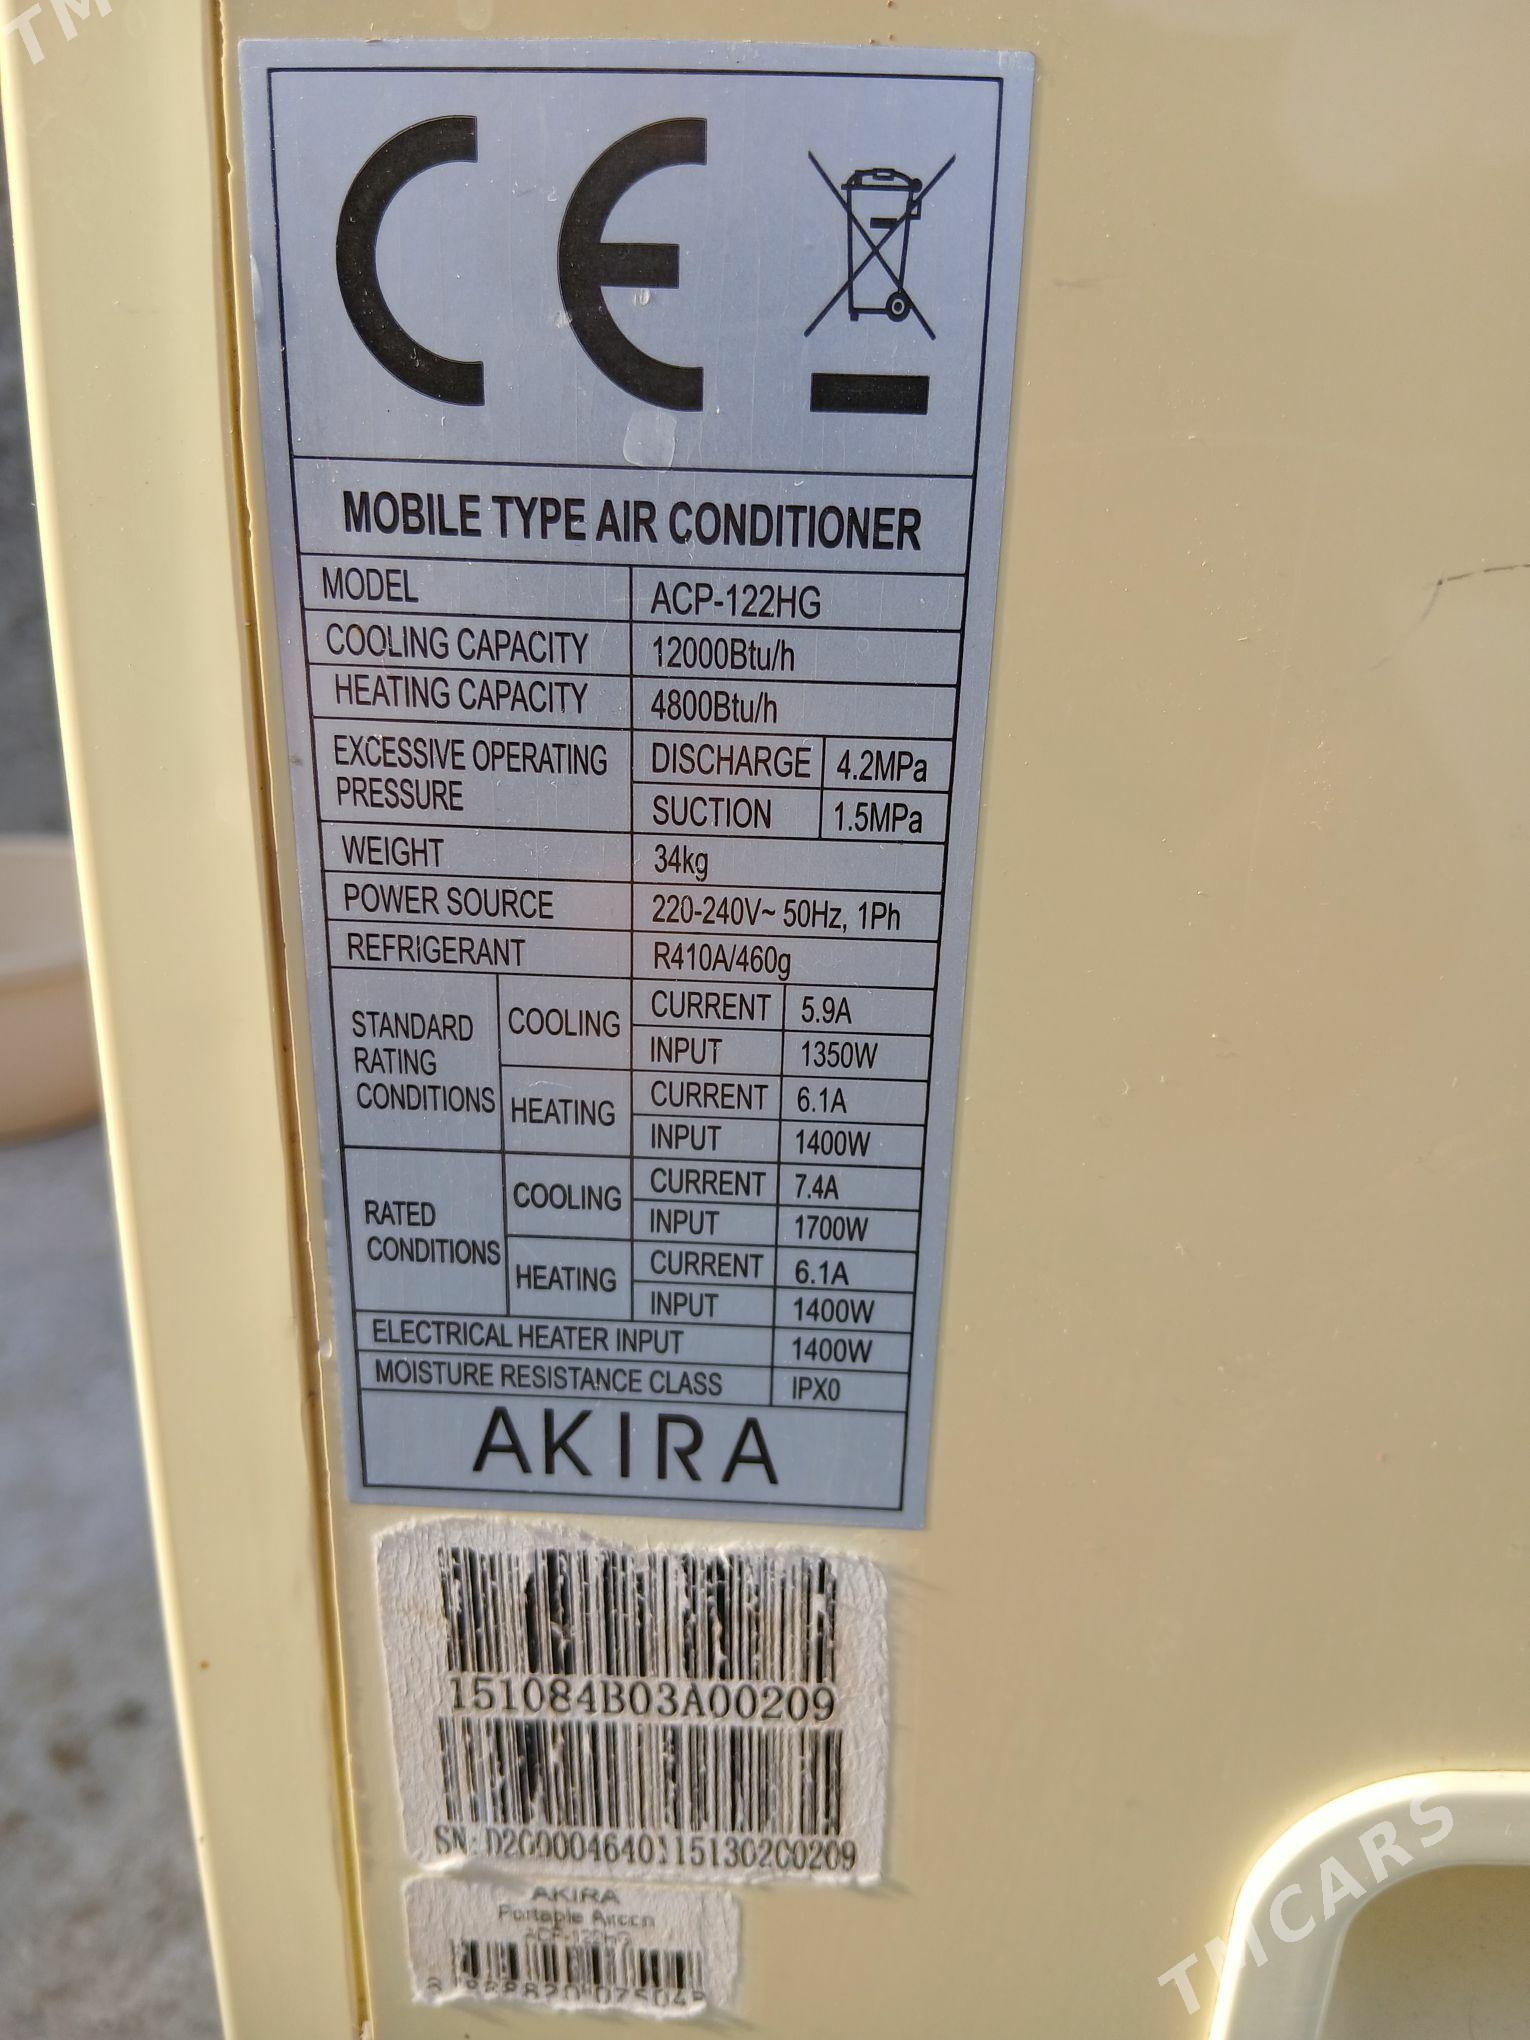 TM
CE
MOBILE TYPE AIR CONDITIONER
MODEL ACP-122HG
COOLING CAPACITY 12000Btu/h
HEATING CAPACITY 4800Btu/h
EXCESSIVE OPERATING PRESSURE DISCHARGE 4.2MPa
SUCTION 1.5MPa
WEIGHT 34kg
POWER SOURCE 220-240V~ 50Hz, 1Ph
REFRIGERANT R410A/460g
STANDARD RATING CONDITIONS COOLING CURRENT 5.9A
INPUT 1350W
HEATING CURRENT 6.1A
INPUT 1400W
RATED CONDITIONS COOLING CURRENT 7.4A
INPUT 1700W
HEATING CURRENT 6.1A
INPUT 1400W
ELECTRICAL HEATER INPUT 1400W
MOISTURE RESISTANCE CLASS IPX0
AKIRA
151084B03A00209
SN:
AKIRA
TMCARS